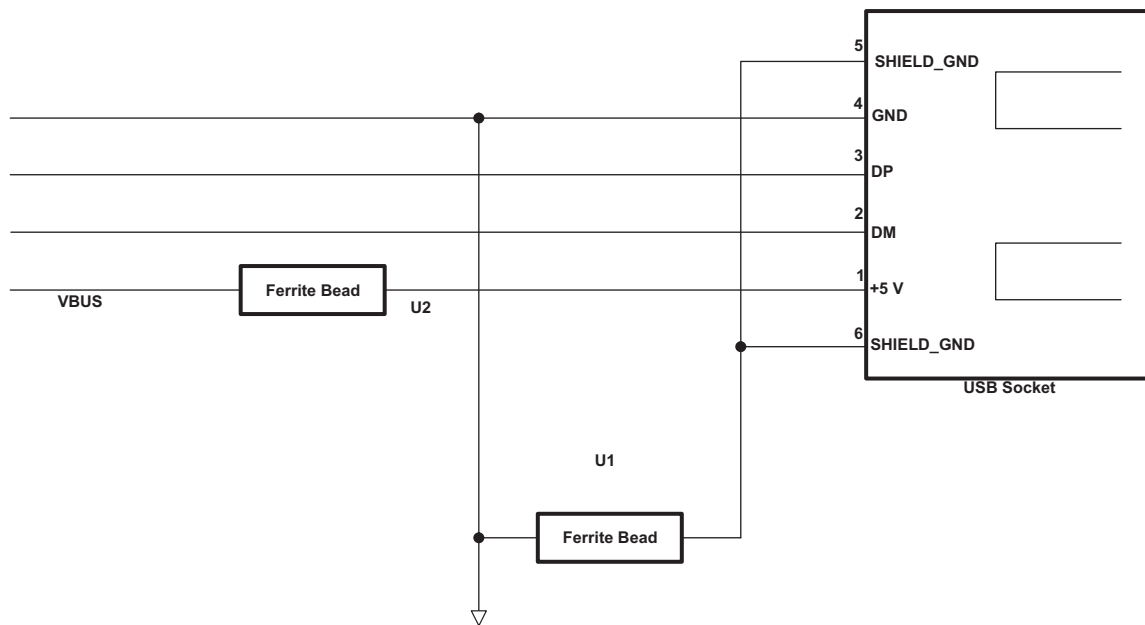 5
SHIELD_GND
4
GND
3
DP
2
DM
1
+5 V
Ferrite Bead
VBUS
U2
6
SHIELD_GND
USB Socket
U1
Ferrite Bead